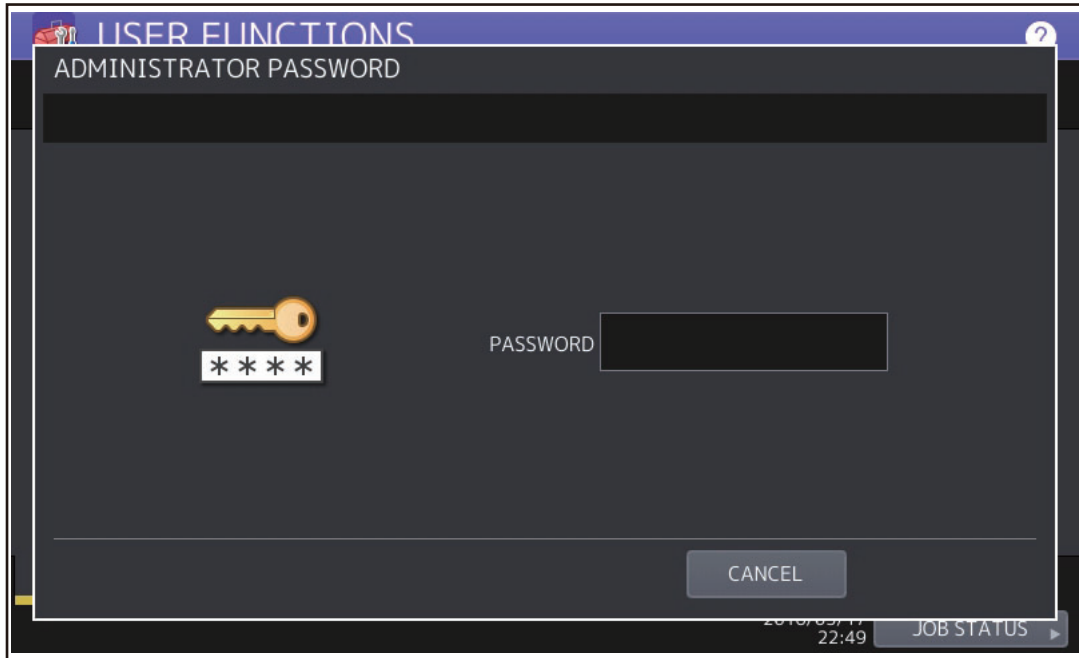 USER FUNCTIONS
?
ADMINISTRATOR PASSWORD
PASSWORD
* * * *
CANCEL
22:49
JOB STATUS